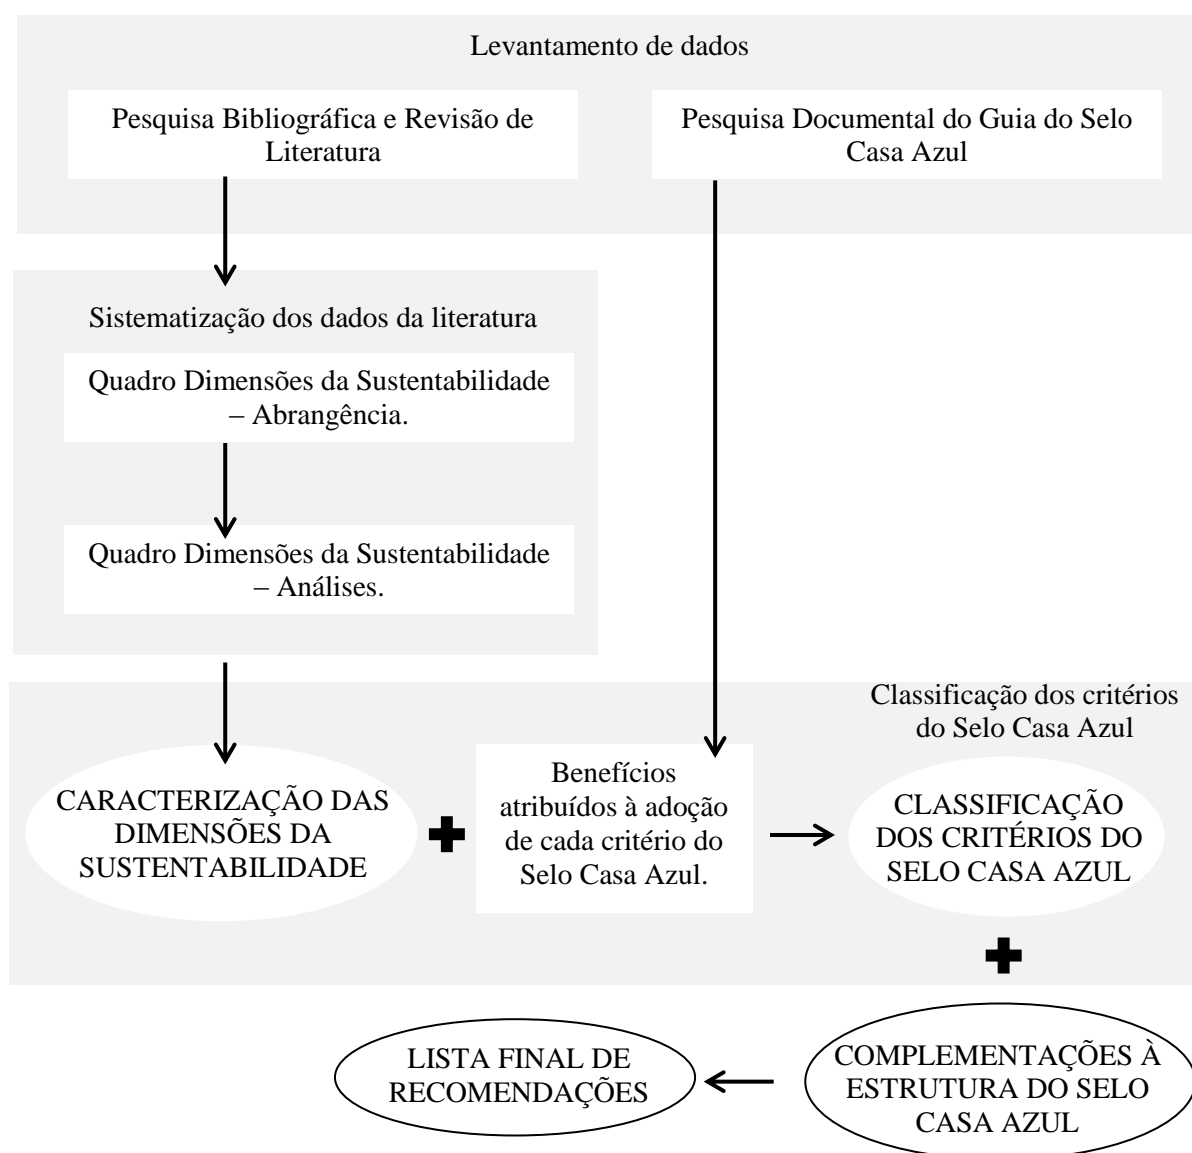 Levantamento de dados
Pesquisa Bibliográfica e Revisão de
Literatura
Pesquisa Documental do Guia do Selo
Casa Azul
Sistematização dos dados da literatura
Quadro Dimensões da Sustentabilidade
– Abrangência.
Quadro Dimensões da Sustentabilidade
– Análises.
Classificação dos critérios
do Selo Casa Azul
CARACTERIZAÇÃO DAS
DIMENSÕES DA
SUSTENTABILIDADE
Benefícios
atribuídos à adoção
de cada critério do
Selo Casa Azul.
CLASSIFICAÇÃO
DOS CRITÉRIOS DO
SELO CASA AZUL
COMPLEMENTAÇÕES À
ESTRUTURA DO SELO
CASA AZUL
LISTA FINAL DE
RECOMENDAÇÕES